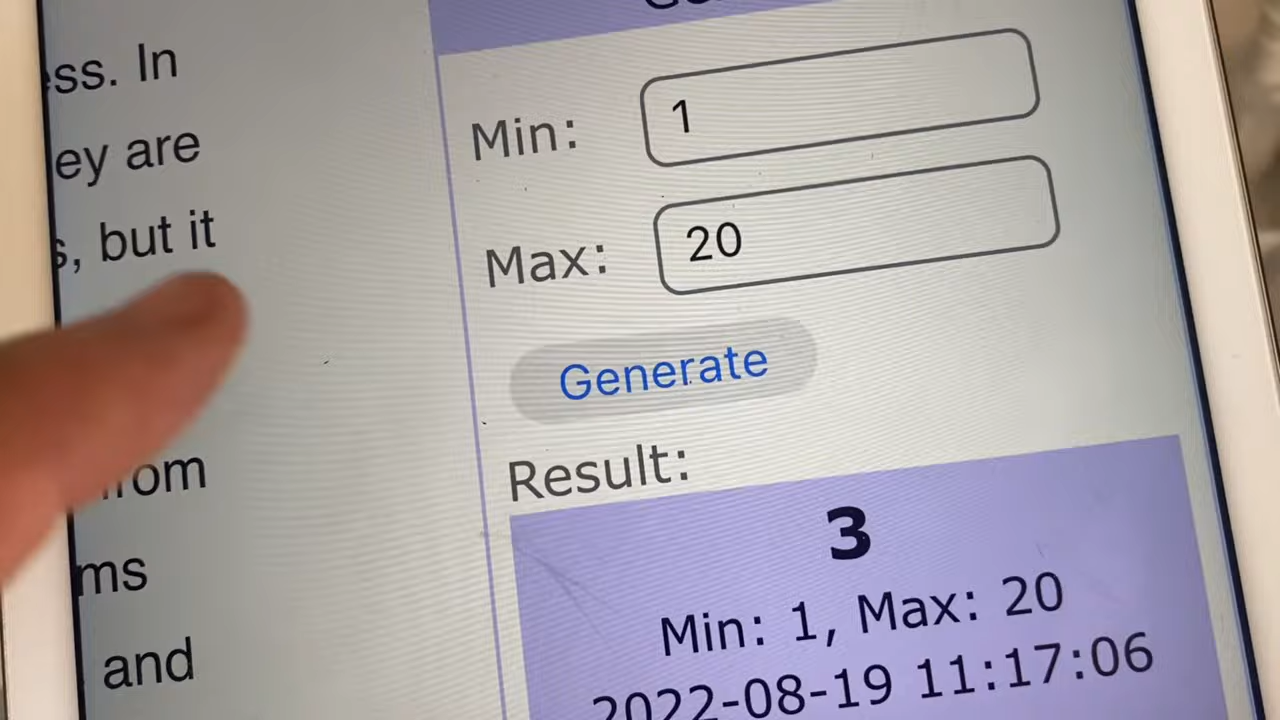 ss. In
ey are
s, but it
om
ms
and
Min: 1
Max: 20
Generate
Result:
3
Min: 1, Max: 20
2022-08-19 11:17:06